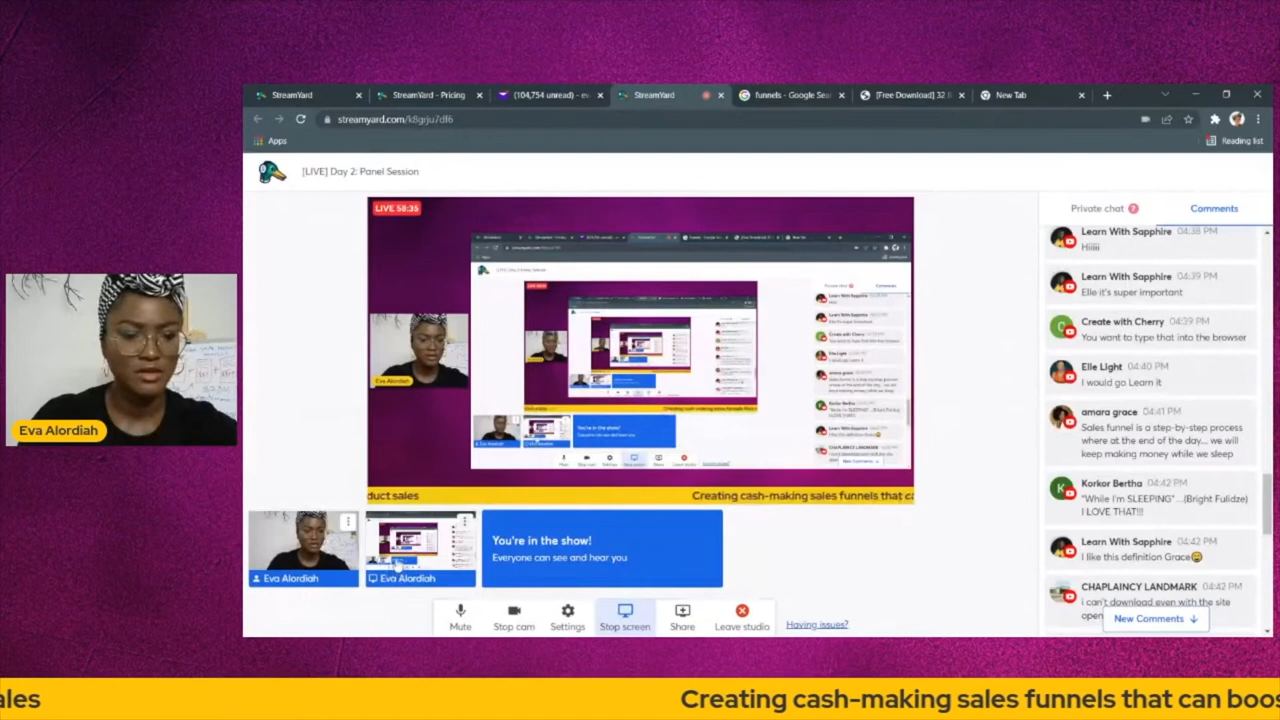 StreamYard
StreamYard - Pricing
(104,754 unread) - e
StreamYard
funnels - Google Sea
[Free Download] 32
New Tab
streamyard.com/k8grju7df6
Apps
Reading list
[LIVE] Day 2: Panel Session
Private chat 7
Comments
LIVE 58:35
Learn With Sapphire 04:38 PM
Hiiiii
Learn With Sapphire 04:39 PM
Elle it's super important
Create with Cherry 04:39 PM
You want to type that into the browser
Elle Light 04:40 PM
I would go Learn it
amara grace 04:41 PM
Sales funnel is a step-by-step process
where at the end of the day... we will
keep making money while we sleep
Korkor Bertha 04:42 PM
"While I'm SLEEPING" ...(Bright Fulidze)
I LOVE THAT!!!
Learn With Sapphire 04:42 PM
I like this definition Grace😄
CHAPLAINCY LANDMARK 04:42 PM
i can't download even with the site
open
New Comments ↓
Eva Alordiah
Eva Alordiah
duct sales
Creating cash-making sales funnels that ca
You're in the show!
Everyone can see and hear you
Eva Alordiah
Eva Alordiah
Mute
Stop cam
Settings
Stop screen
Share
Leave studio
Having issues?
ales
Creating cash-making sales funnels that can boos